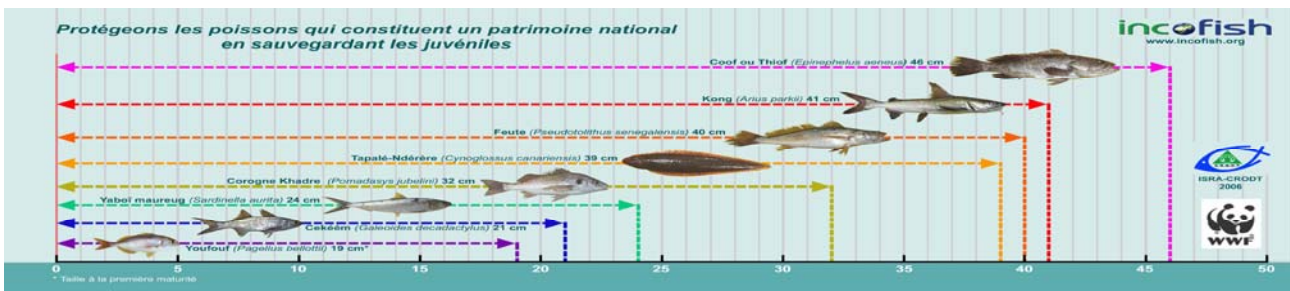 Protégeons les poissons qui constituent un patrimoine national
en sauvegardant les juvéniles
incofish
www.incofish.org
Coof ou Thiof (Epinephelus aeneus) 46 cm
Kong (Arius parkii) 41 cm
Feute (Pseudotolithus senegalensis) 40 cm
Tapalé-Ndérère (Cynoglossus canariensis) 39 cm
Corogne Khadre (Pomadasys jubelini) 32 cm
Yaboï maureug (Sardinella aurita) 24 cm
Cekéém (Galeoides decadactylus) 21 cm
Youfouf (Pagellus bellottii) 19 cm*
ISRA-CRODT
2006
WWF
0 5 10 15 20 25 30 35 40 45 50
* Taille à la première maturité